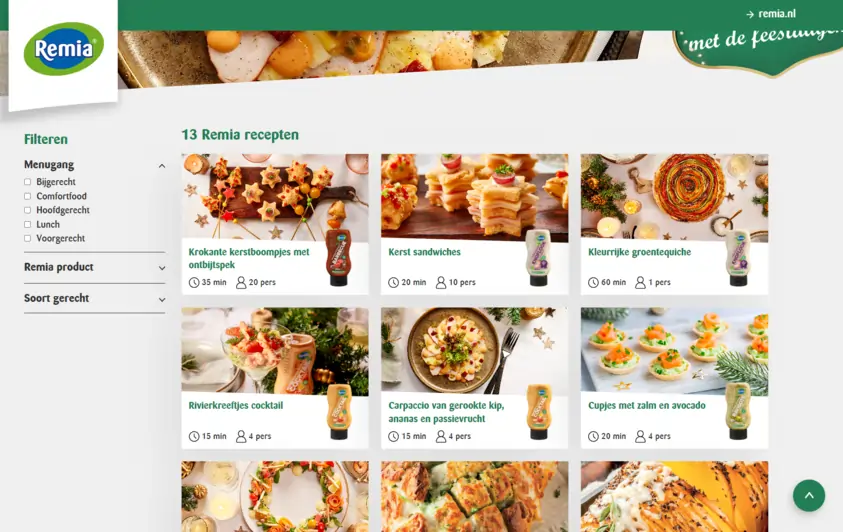 remia.nl
Remia®
met de feestdagen
Filteren
13 Remia recepten
Menugang
Bijgerecht
Comfortfood
Hoofdgerecht
Lunch
Voorgerecht
Remia product
Soort gerecht
Krokante kerstboompjes met
ontbijtspek
35 min
20 pers
Kerst sandwiches
20 min
10 pers
Kleurrijke groentequiche
60 min
1 pers
Rivierkreeftjes cocktail
15 min
4 pers
Carpaccio van gerookte kip,
ananas en passievrucht
15 min
4 pers
Cupjes met zalm en avocado
20 min
4 pers